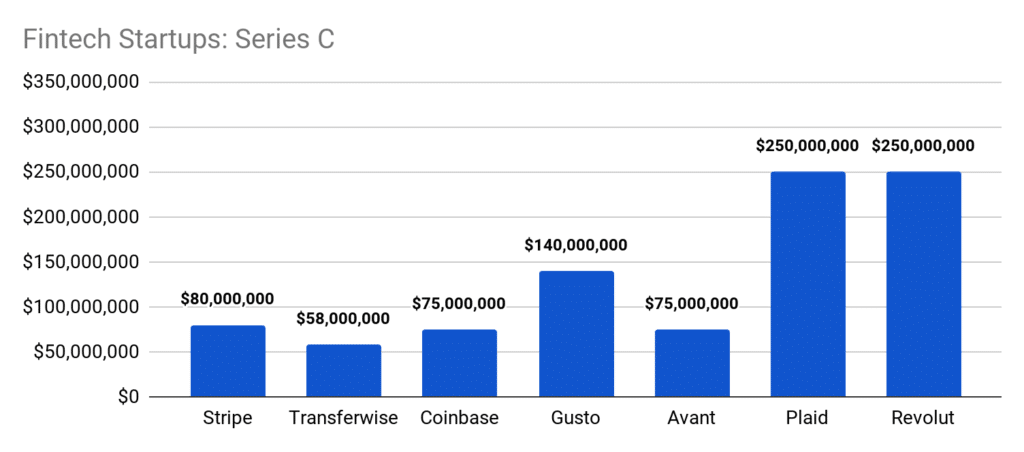 Fintech Startups: Series C
$350,000,000
$300,000,000
$250,000,000
$200,000,000
$150,000,000
$100,000,000
$50,000,000
$0
$80,000,000
$58,000,000
$75,000,000
$140,000,000
$75,000,000
$250,000,000
$250,000,000
Stripe
Transferwise
Coinbase
Gusto
Avant
Plaid
Revolut